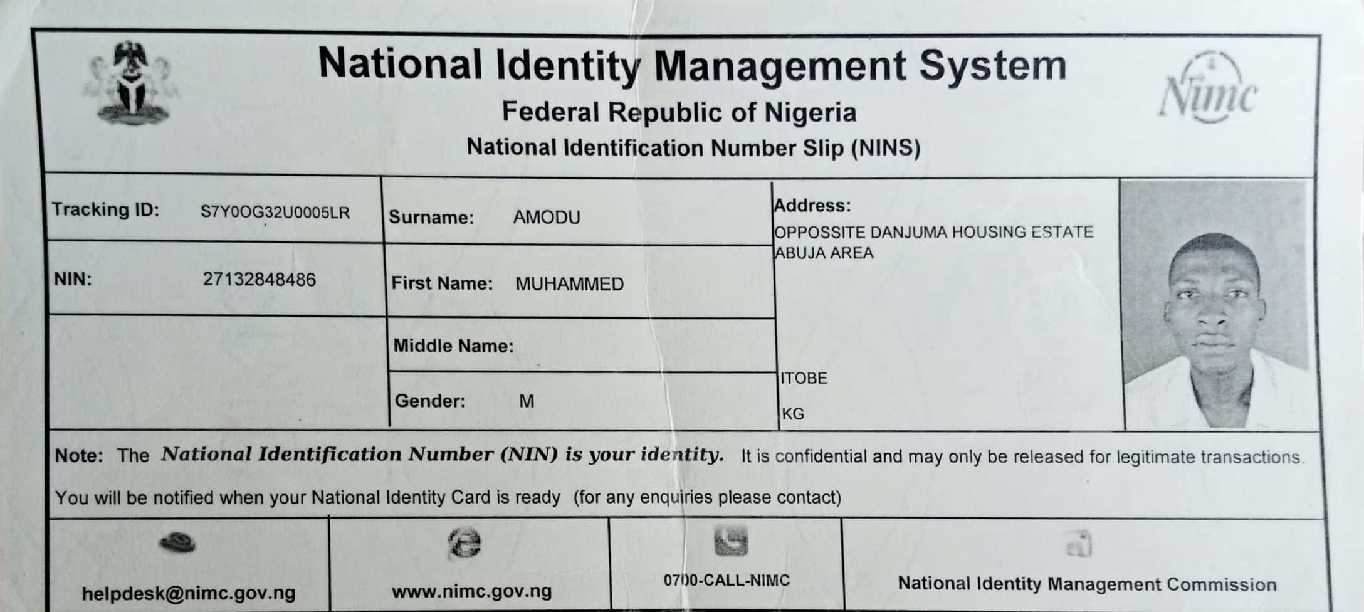 National Identity Management System
Federal Republic of Nigeria
National Identification Number Slip (NINS)
Nimc
Tracking ID: S7Y0OG32U0005LR
Surname: AMODU
Address:
OPPOSSITE DANJUMA HOUSING ESTATE
ABUJA AREA
NIN: 27132848486
First Name: MUHAMMED
Middle Name:
Gender: M
ITOBE
KG
Note: The National Identification Number (NIN) is your identity. It is confidential and may only be released for legitimate transactions.
You will be notified when your National Identity Card is ready (for any enquiries please contact)
helpdesk@nimc.gov.ng
www.nimc.gov.ng
0700-CALL-NIMC
National Identity Management Commission